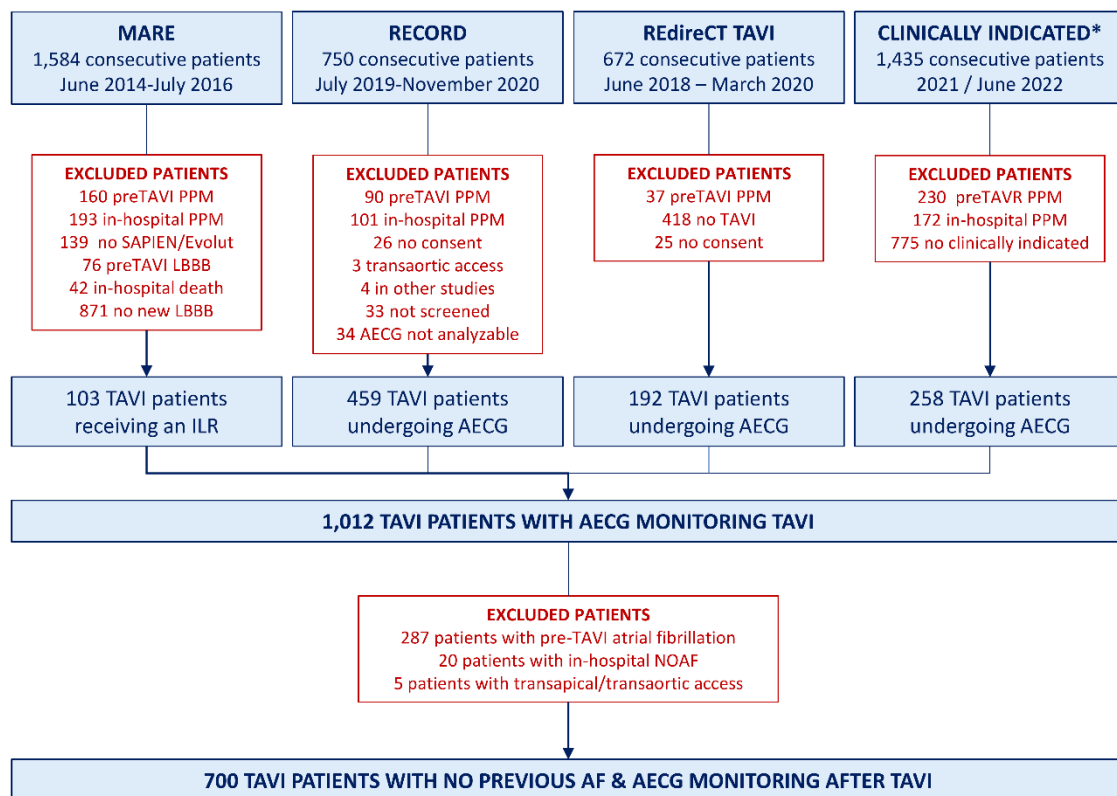 MARE
1,584 consecutive patients
June 2014-July 2016
RECORD
750 consecutive patients
July 2019-November 2020
REdireCT TAVI
672 consecutive patients
June 2018 – March 2020
CLINICALLY INDICATED*
1,435 consecutive patients
2021 / June 2022
EXCLUDED PATIENTS
160 preTAVI PPM
193 in-hospital PPM
139 no SAPIEN/Evolut
76 preTAVI LBBB
42 in-hospital death
871 no new LBBB
EXCLUDED PATIENTS
90 preTAVI PPM
101 in-hospital PPM
26 no consent
3 transaortic access
4 in other studies
33 not screened
34 AECG not analyzable
EXCLUDED PATIENTS
37 preTAVI PPM
418 no TAVI
25 no consent
EXCLUDED PATIENTS
230 preTAVR PPM
172 in-hospital PPM
775 no clinically indicated
103 TAVI patients
receiving an ILR
459 TAVI patients
undergoing AECG
192 TAVI patients
undergoing AECG
258 TAVI patients
undergoing AECG
1,012 TAVI PATIENTS WITH AECG MONITORING TAVI
EXCLUDED PATIENTS
287 patients with pre-TAVI atrial fibrillation
20 patients with in-hospital NOAF
5 patients with transapical/transaortic access
700 TAVI PATIENTS WITH NO PREVIOUS AF & AECG MONITORING AFTER TAVI